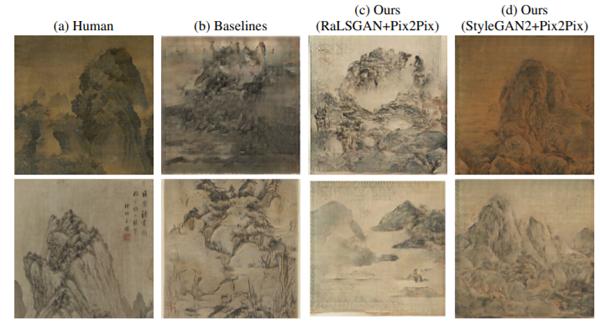 (a) Human
(b) Baselines
(c) Ours
(RaLSGAN+Pix2Pix)
(d) Ours
(StyleGAN2+Pix2Pix)